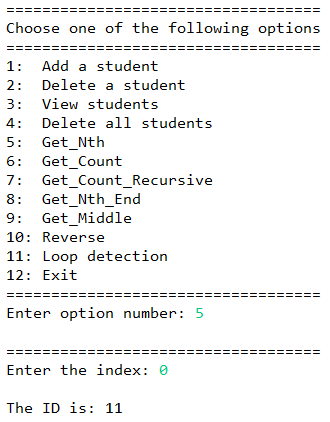 ===================================
Choose one of the following options
===================================
1:  Add a student
2:  Delete a student
3:  View students
4:  Delete all students
5:  Get_Nth
6:  Get_Count
7:  Get_Count_Recursive
8:  Get_Nth_End
9:  Get_Middle
10: Reverse
11: Loop detection
12: Exit
===================================
Enter option number: 5
===================================
Enter the index: 0
The ID is: 11